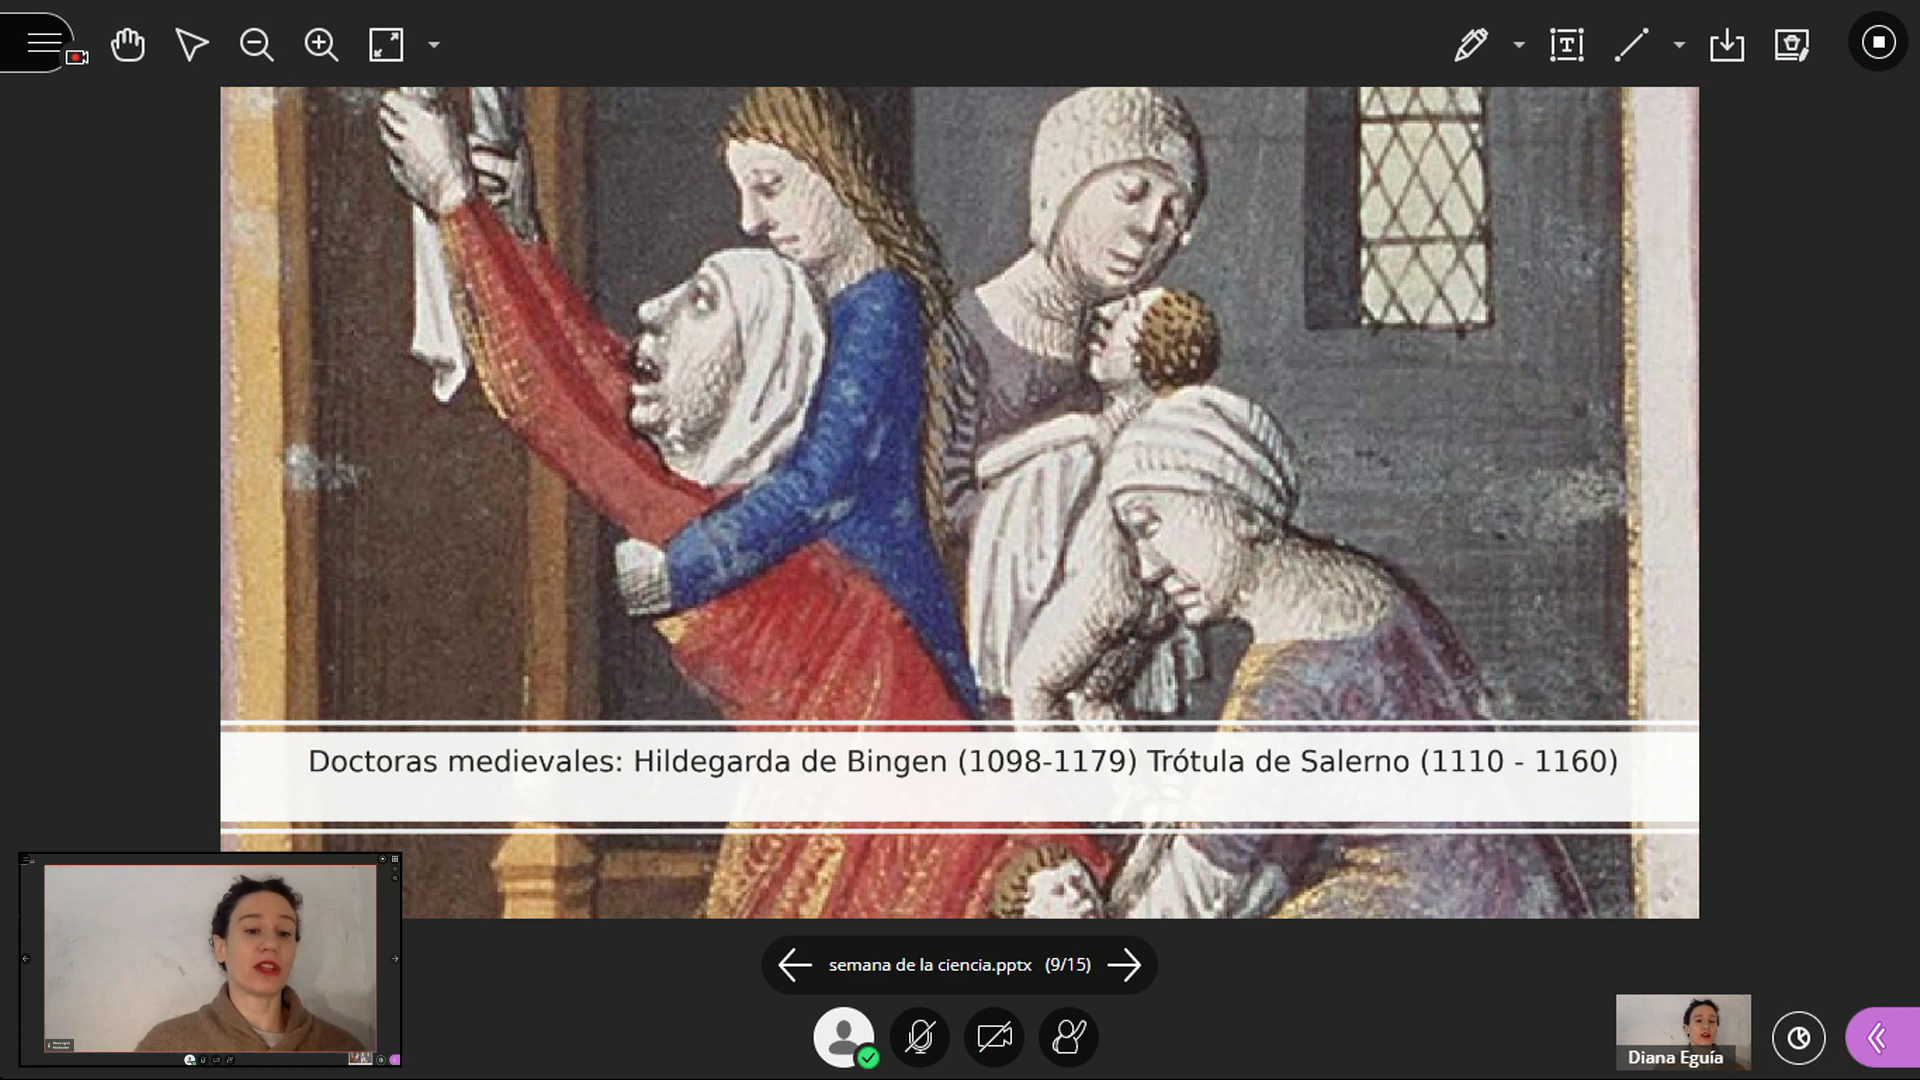 Doctoras medievales: Hildegarda de Bingen (1098-1179) Trótula de Salerno (1110 - 1160)
semana de la ciencia.pptx (9/15)
Diana Eguía